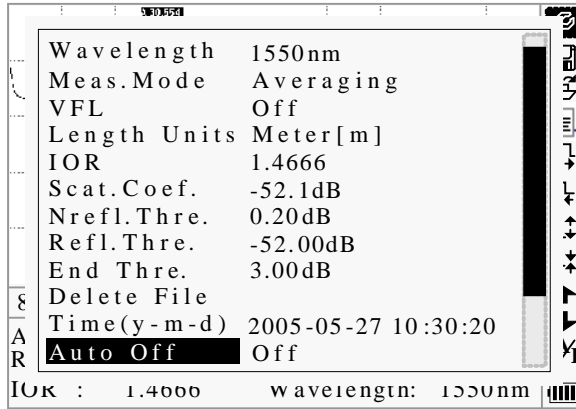 A 30.554
Wavelength 1550nm
Meas.Mode Averaging
VFL Off
Length Units Meter[m]
IOR 1.4666
Scat.Coef. -52.1dB
Nrefl.Thre. 0.20dB
Refl.Thre. -52.00dB
End Thre. 3.00dB
Delete File
Time(y-m-d) 2005-05-27 10:30:20
Auto Off Off
A
R
IOR : 1.4666 Wavelength: 1550nm